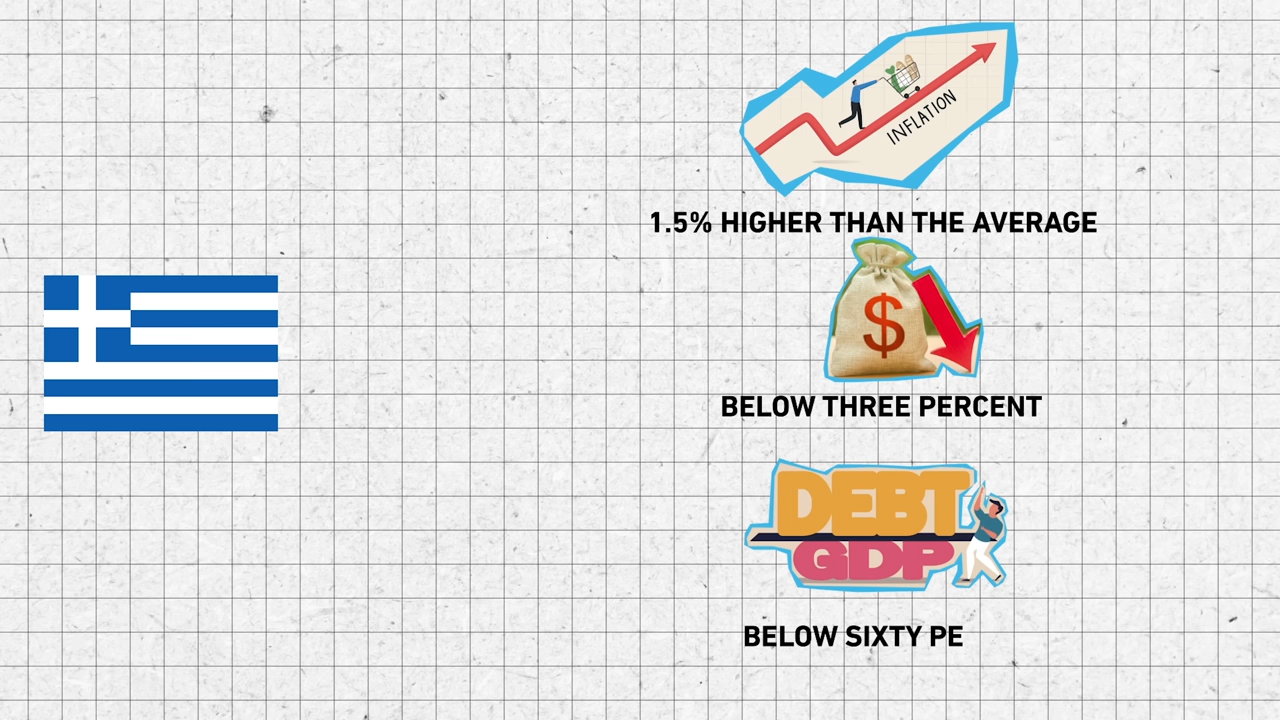 INFLATION
1.5% HIGHER THAN THE AVERAGE
$
BELOW THREE PERCENT
DEBT
GDP
BELOW SIXTY PE